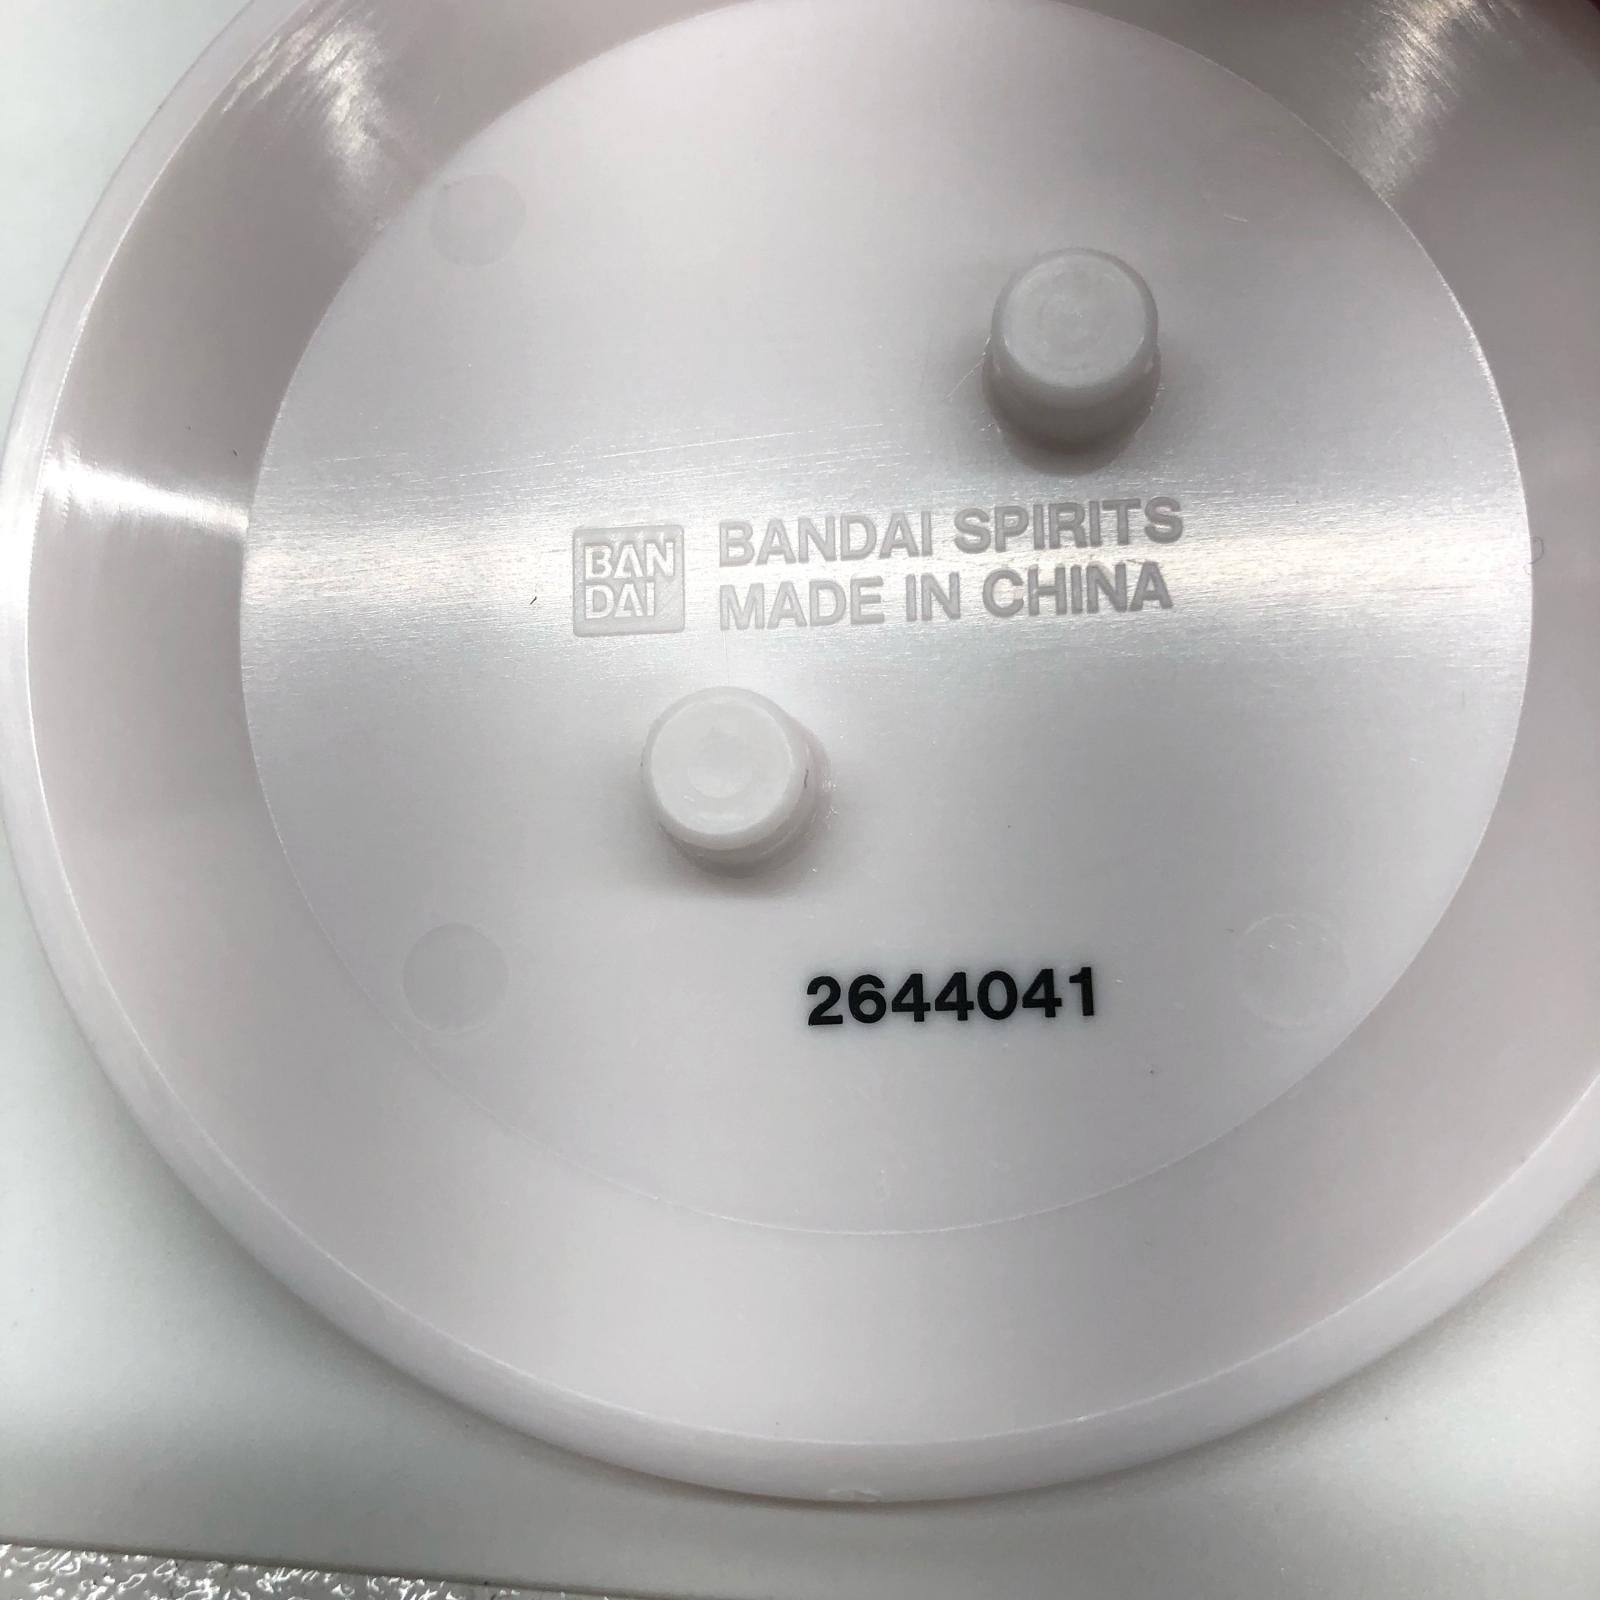 BAN
DAI
BANDAI SPIRITS
MADE IN CHINA
2644041